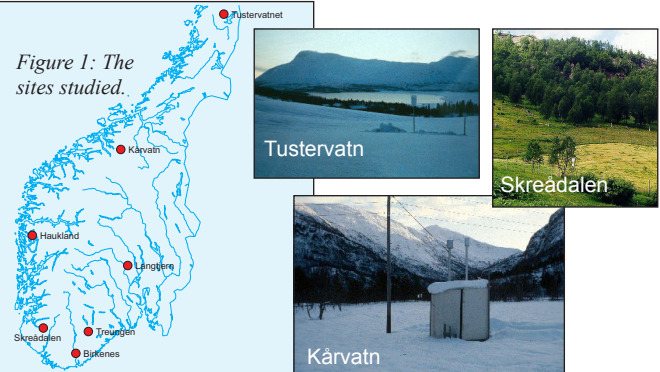 Tustervatnet
Figure 1: The
sites studied.
Kårvatn
Haukland
Langtjern
Skreådalen
Treungen
Birkenes
Tustervatn
Skreådalen
Kårvatn